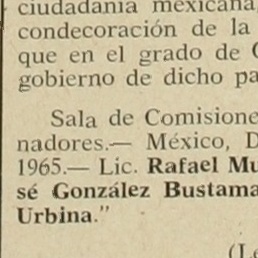 ciudadanía mexicana,
condecoración de la
que en el grado de
gobierno de dicho
Sala de Comisione
nadores.— México, D
1965.— Lic. Rafael Mu
sé González Bustama
Urbina.”
(Le